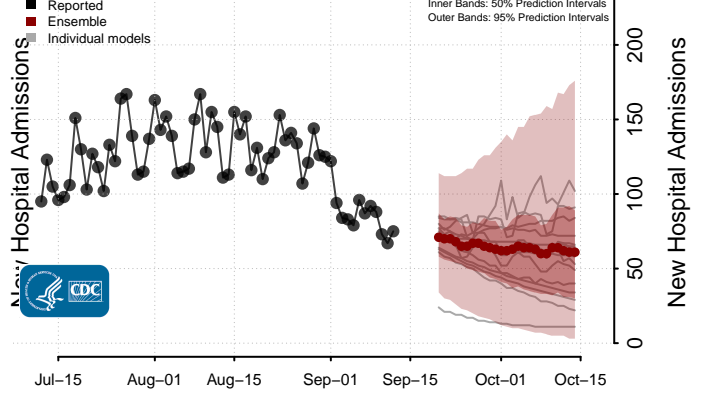 Reported
Ensemble
Individual models
Inner Bands: 50% Prediction Intervals
Outer Bands: 95% Prediction Intervals
New Hospital Admissions
CDC
0
50
100
150
200
New Hospital Admissions
Jul−15
Aug−01
Aug−15
Sep−01
Sep−15
Oct−01
Oct−15